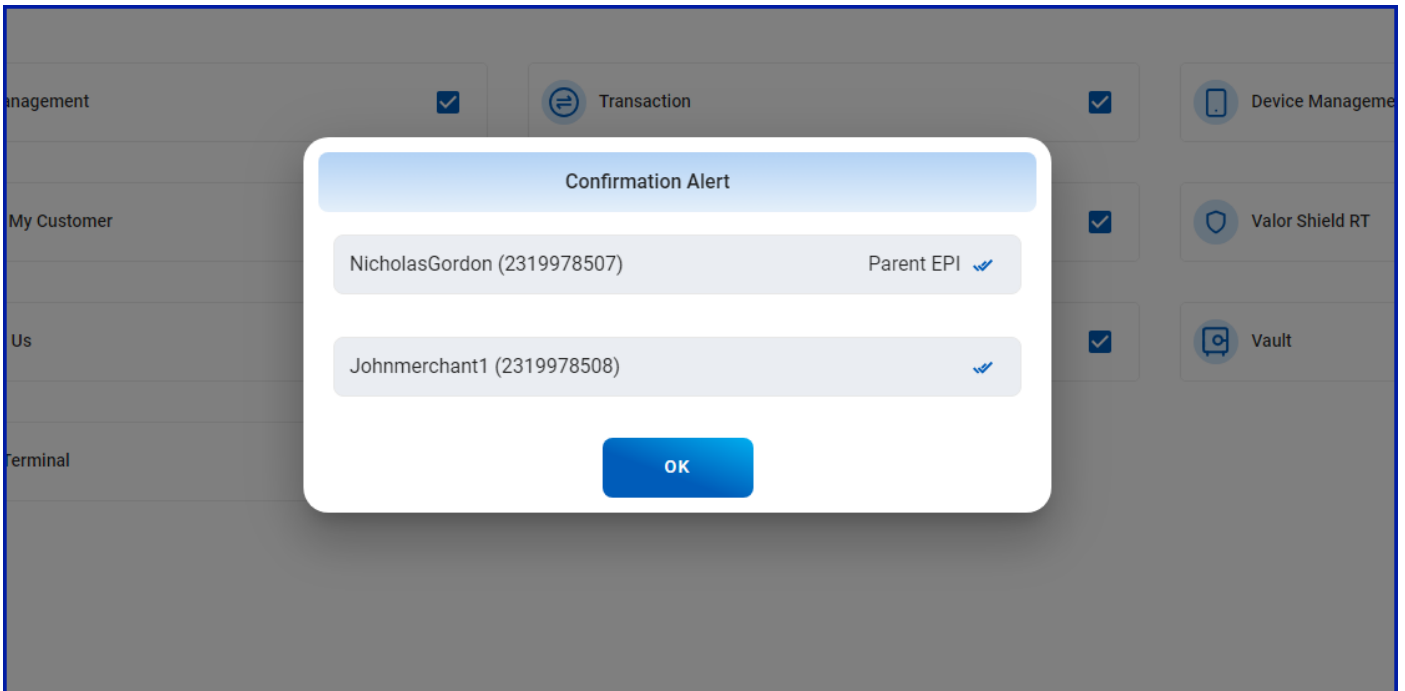 anagement
Transaction
Device Manageme
Confirmation Alert
My Customer
Valor Shield RT
NicholasGordon (2319978507)
Parent EPI
Us
Vault
Johnmerchant1 (2319978508)
Terminal
OK